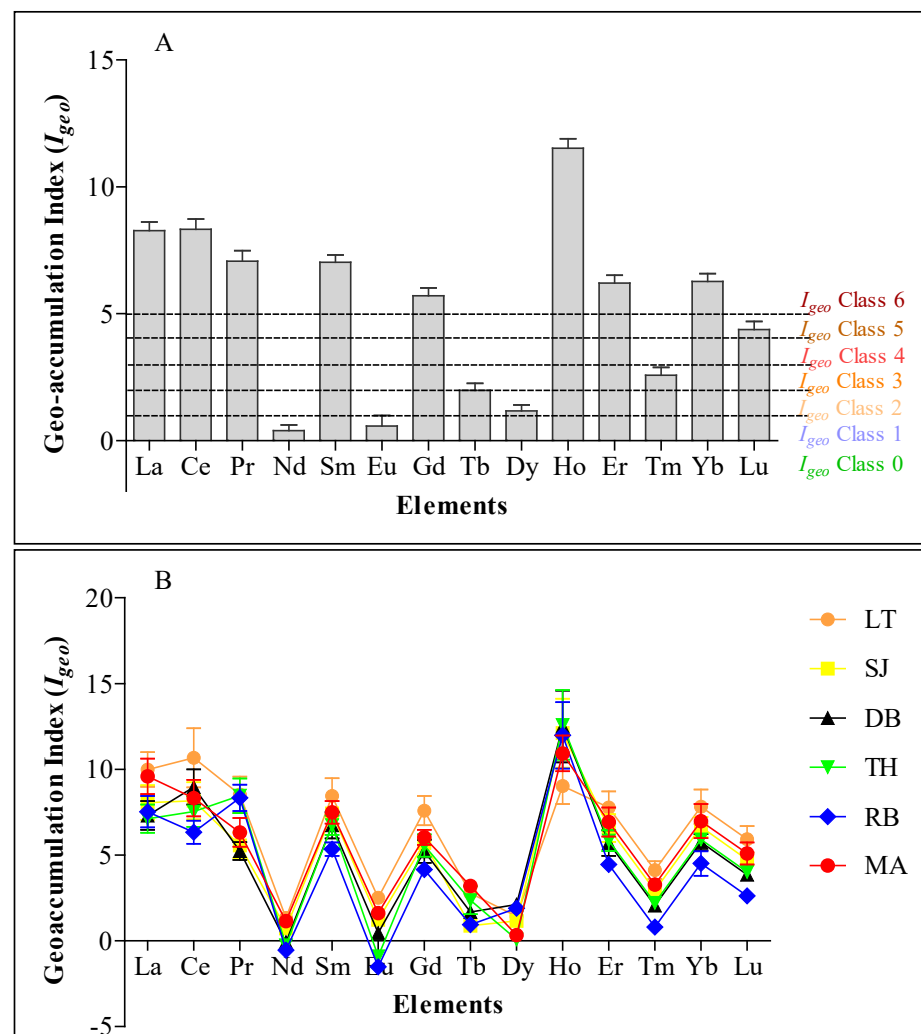 A
Geo-accumulation Index (Igeo)
15
10
5
0
Igeo Class 6
Igeo Class 5
Igeo Class 4
Igeo Class 3
Igeo Class 2
Igeo Class 1
Igeo Class 0
La Ce Pr Nd Sm Eu Gd Tb Dy Ho Er Tm Yb Lu
Elements
B
Geoaccumulation Index (Igeo)
20
15
10
5
0
-5
LT
SJ
DB
TH
RB
MA
La Ce Pr Nd Sm Eu Gd Tb Dy Ho Er Tm Yb Lu
Elements